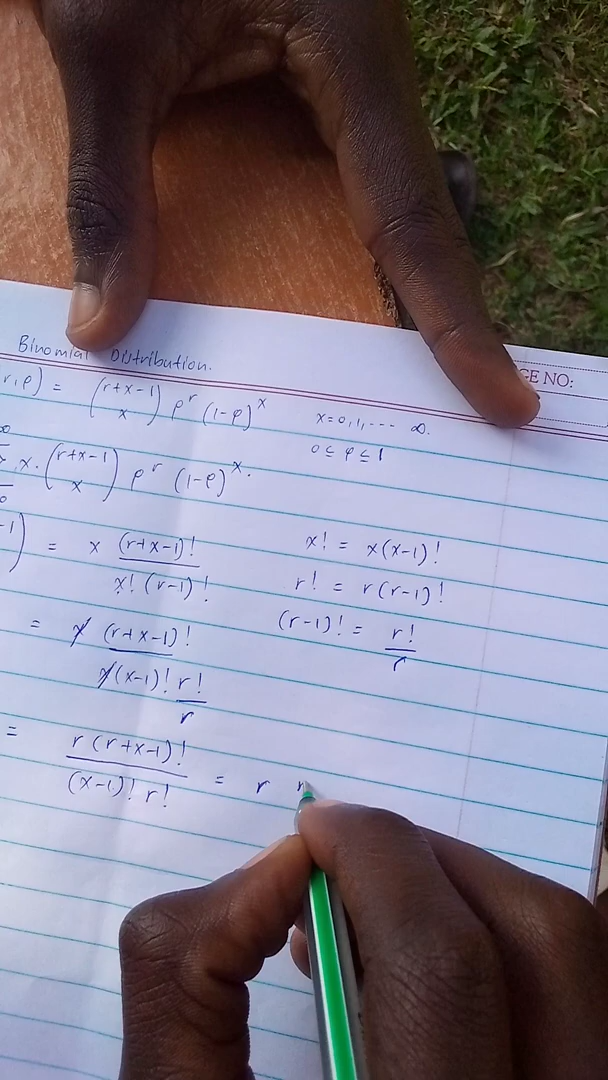 Binomial Distribution.
GE NO:
r,p) = (r+x-1 x) p^r (1-p)^x x=0,1,--- ∞.
0 ≤ p ≤ 1
x. (r+x-1 x) p^r (1-p)^x.
-1) = x (r+x-1)! / x! (r-1)! x! = x(x-1)!
r! = r(r-1)!
= x (r+x-1)! / x(x-1)! r!/r (r-1)! = r!/r
= r(r+x-1)! / (x-1)! r! = r